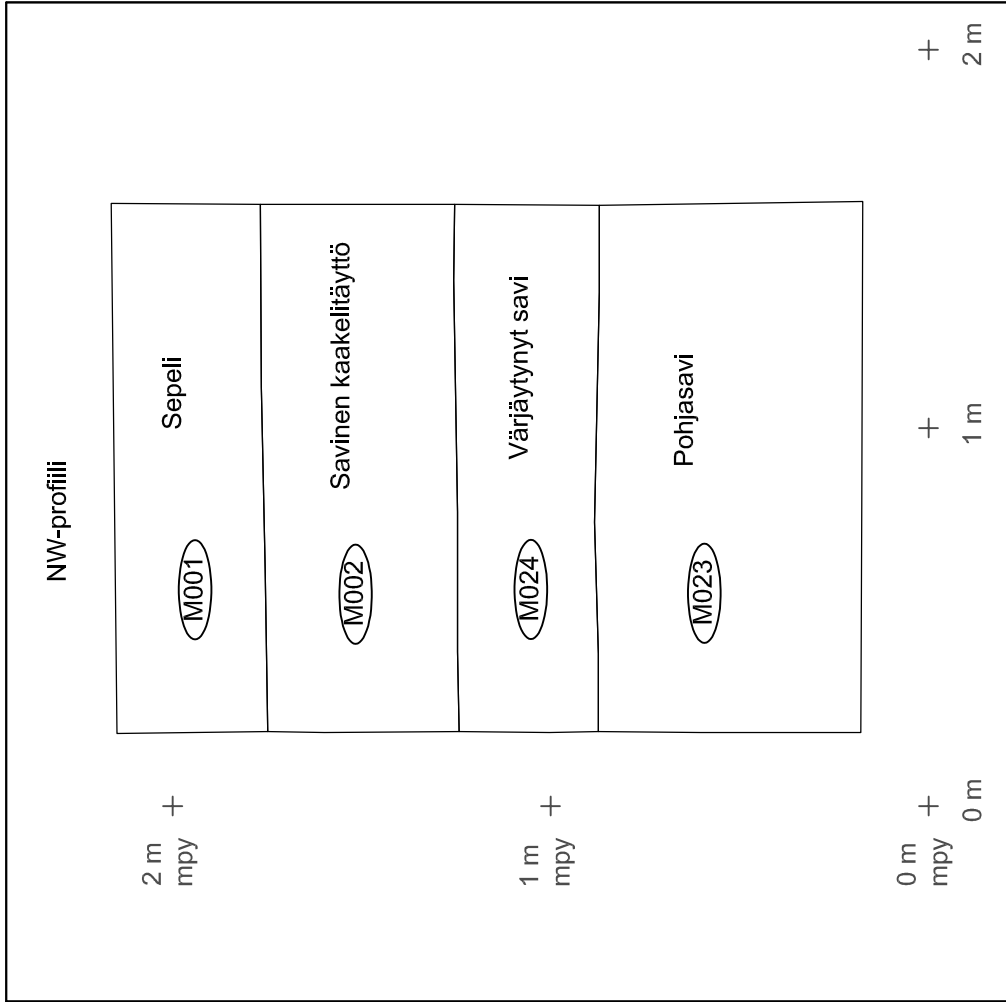 NW-profiili
2 m
mpy
M001
Sepeli
M002
Savinen kaakelitäyttö
1 m
mpy
M024
Värjäytynyt savi
M023
Pohjasavi
0 m
mpy
0 m
1 m
2 m